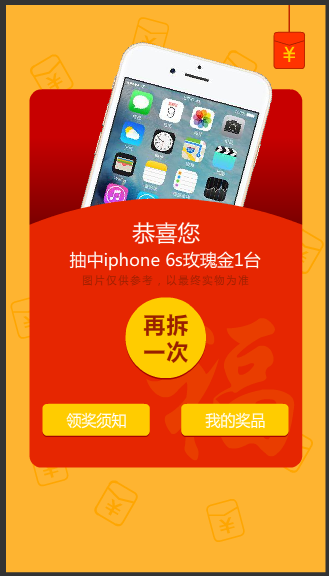 ¥
恭喜您
抽中iphone 6s玫瑰金1台
图片仅供参考，以最终实物为准
再拆
一次
福
领奖须知
我的奖品